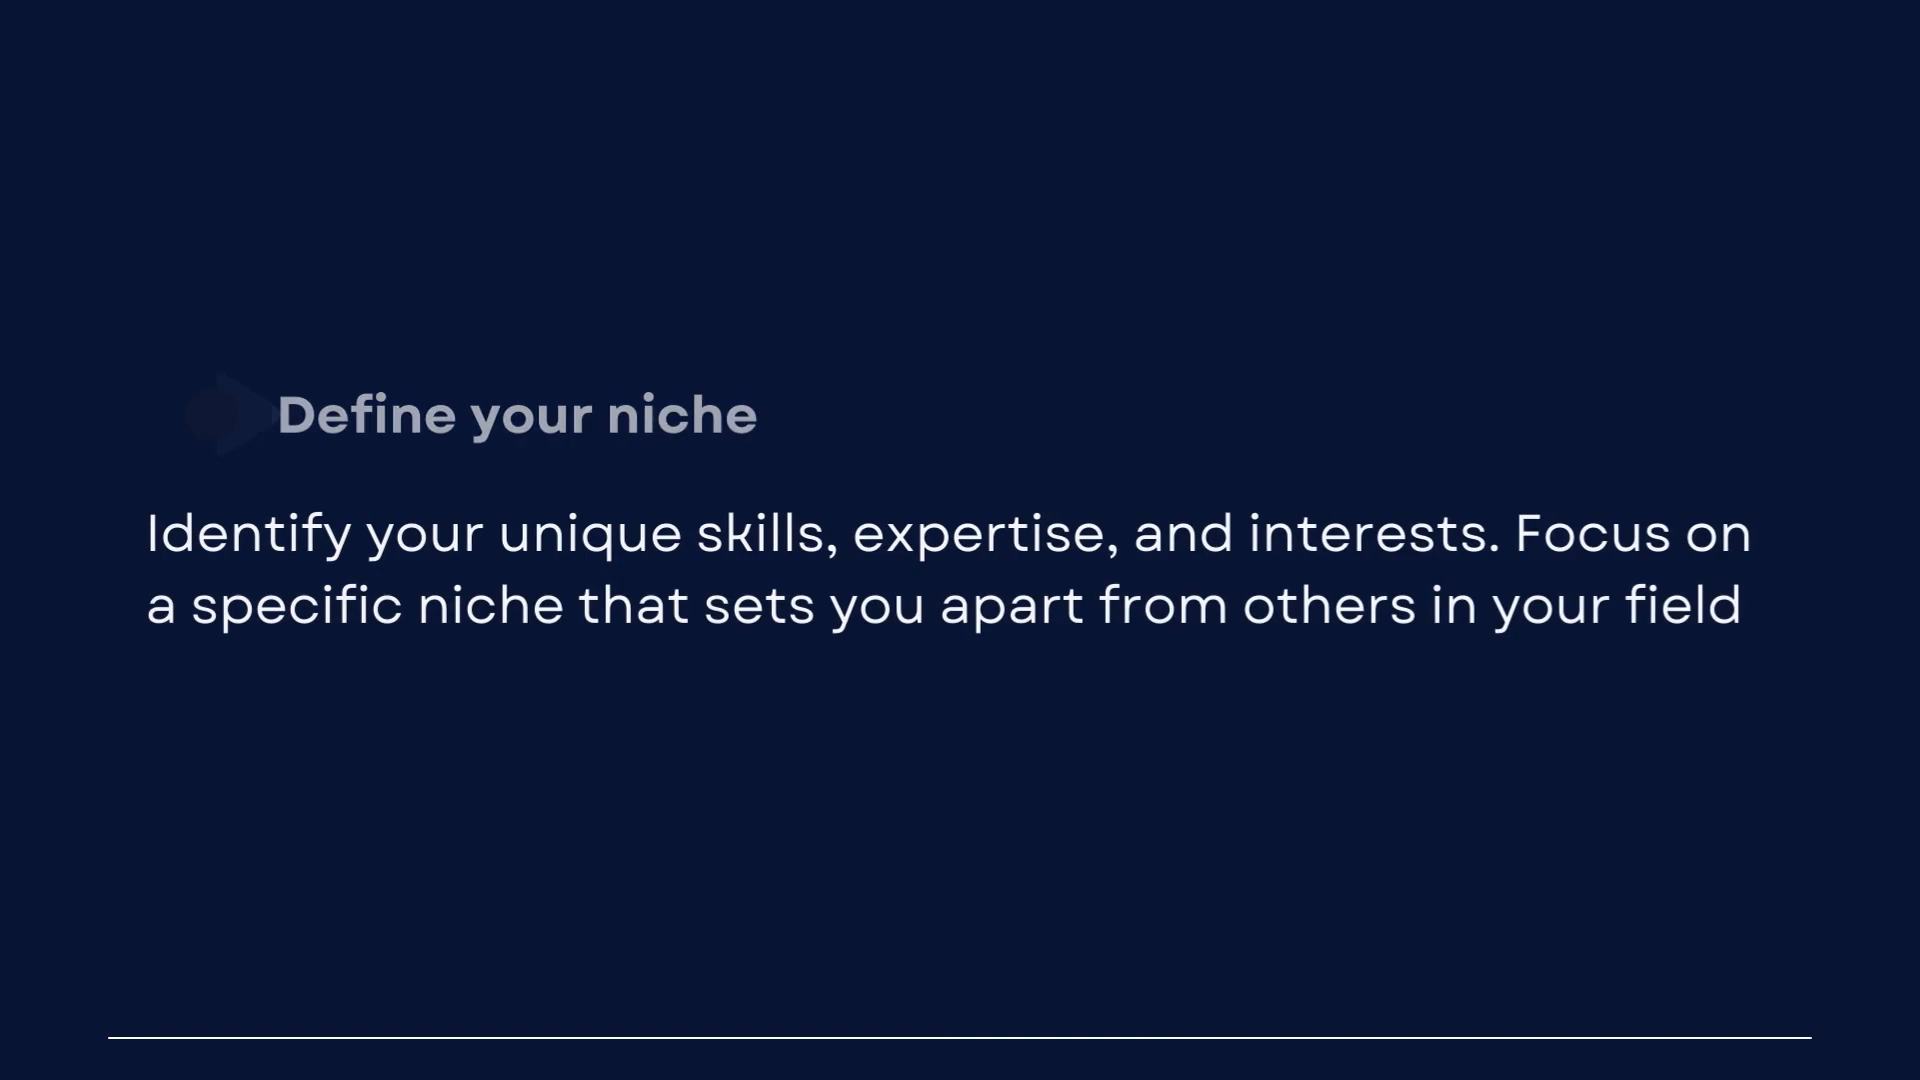 Define your niche
Identify your unique skills, expertise, and interests. Focus on
a specific niche that sets you apart from others in your field